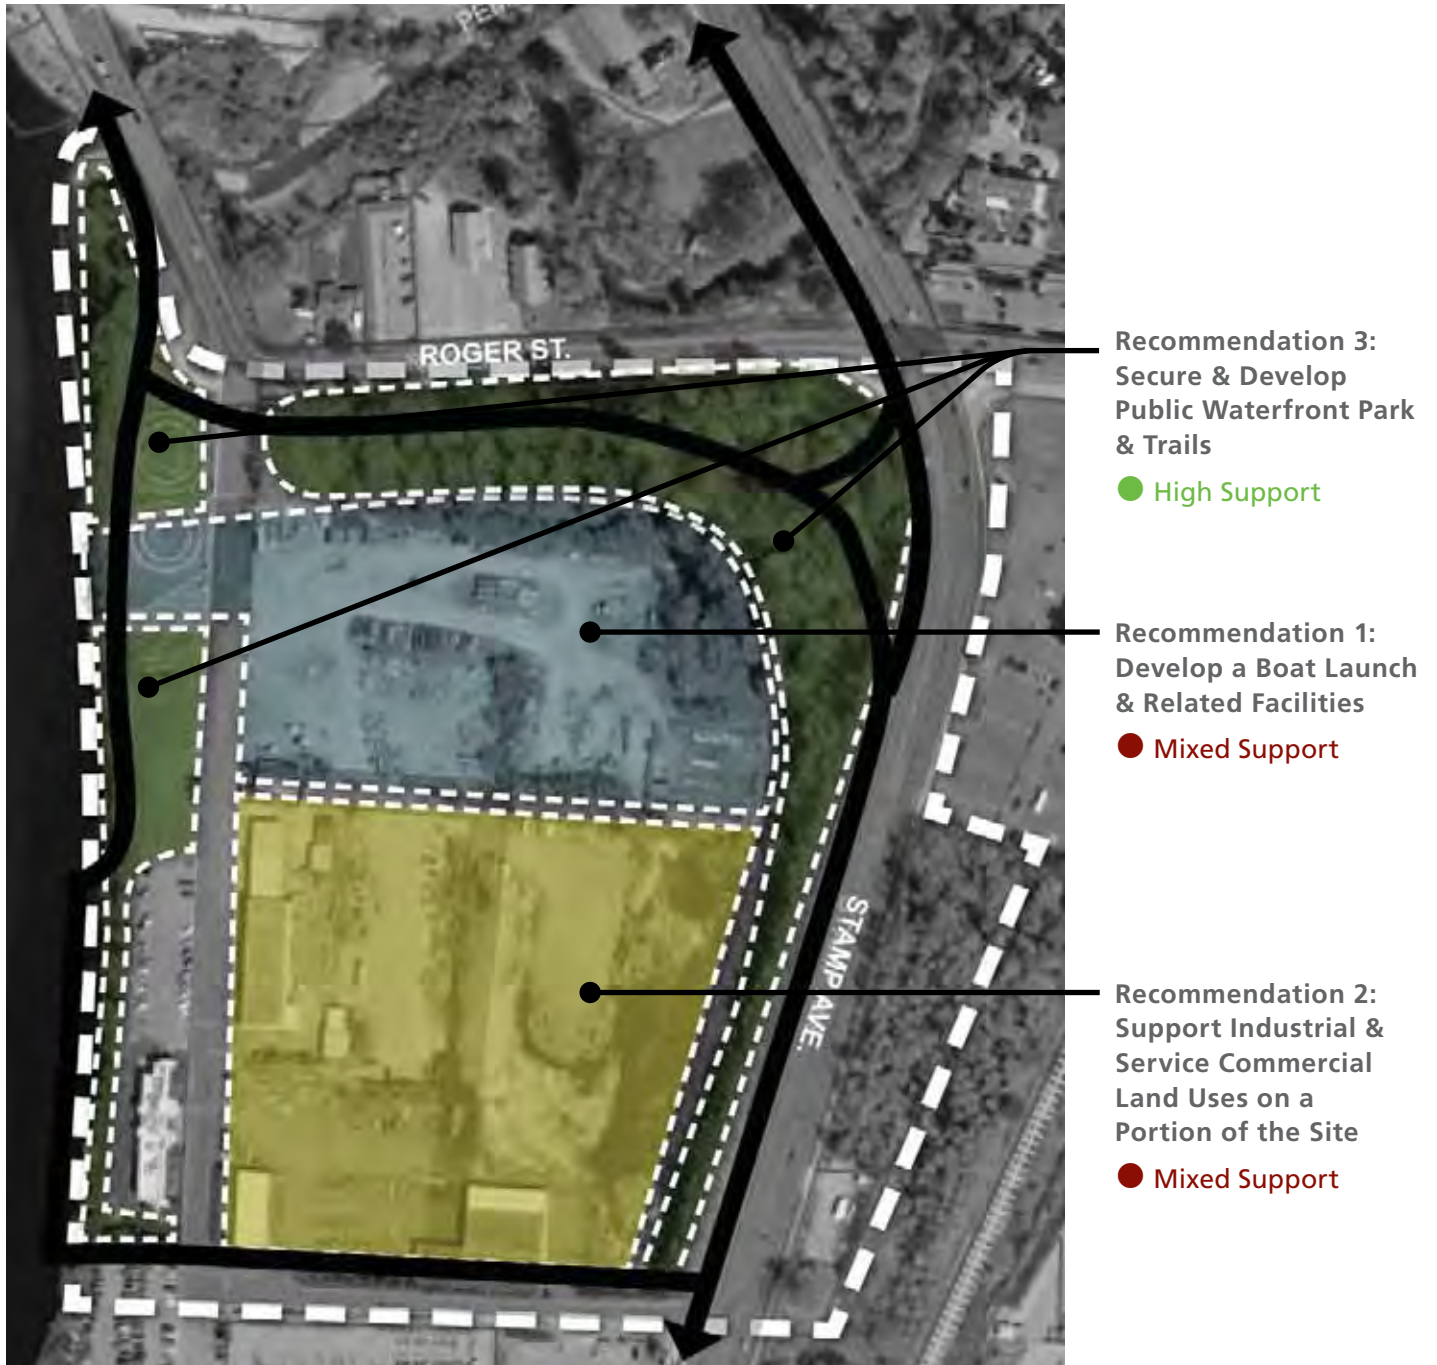 ROGER ST.
STAMP AVE.
Recommendation 3:
Secure & Develop
Public Waterfront Park
& Trails
High Support
Recommendation 1:
Develop a Boat Launch
& Related Facilities
Mixed Support
Recommendation 2:
Support Industrial &
Service Commercial
Land Uses on a
Portion of the Site
Mixed Support